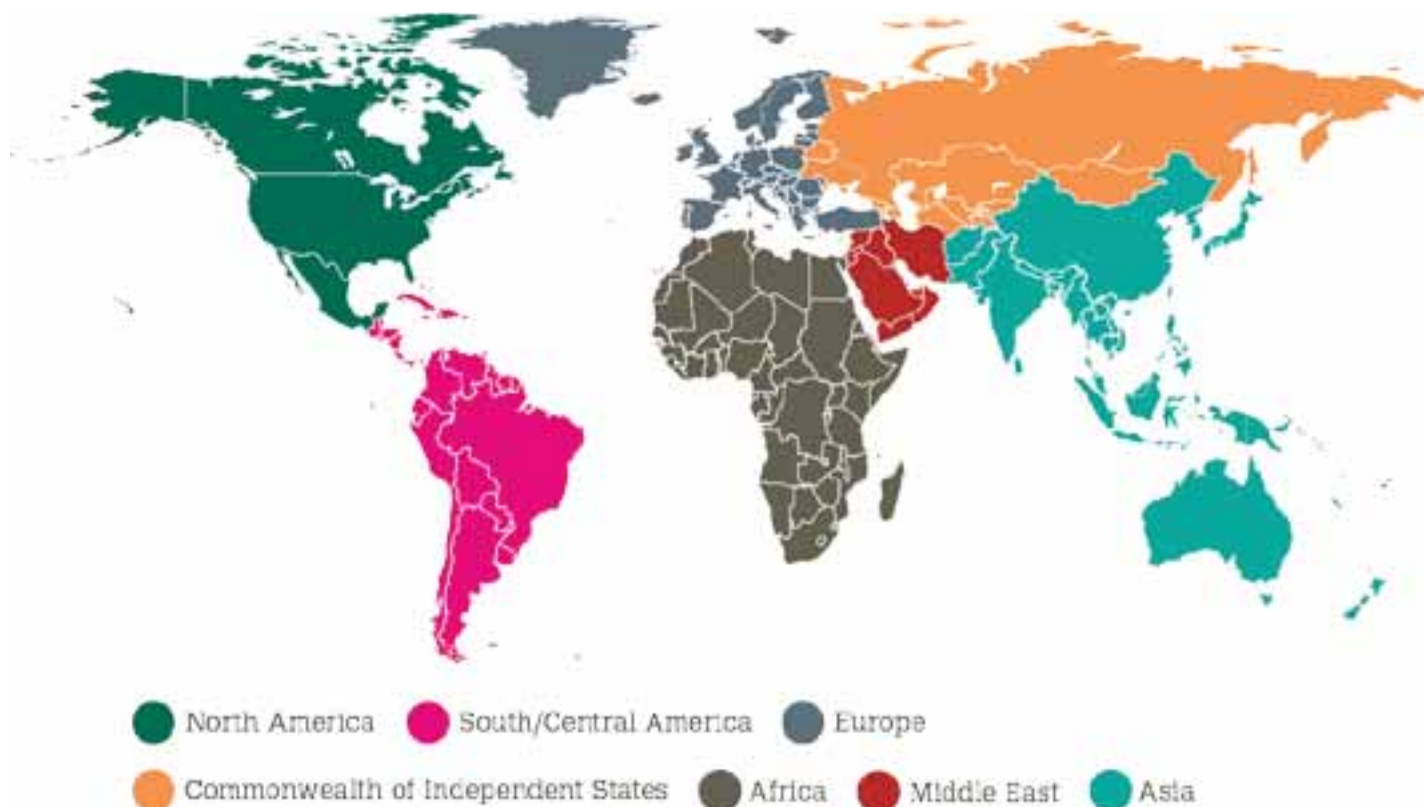 North America South/Central America Europe
Commonwealth of Independent States Africa Middle East Asia